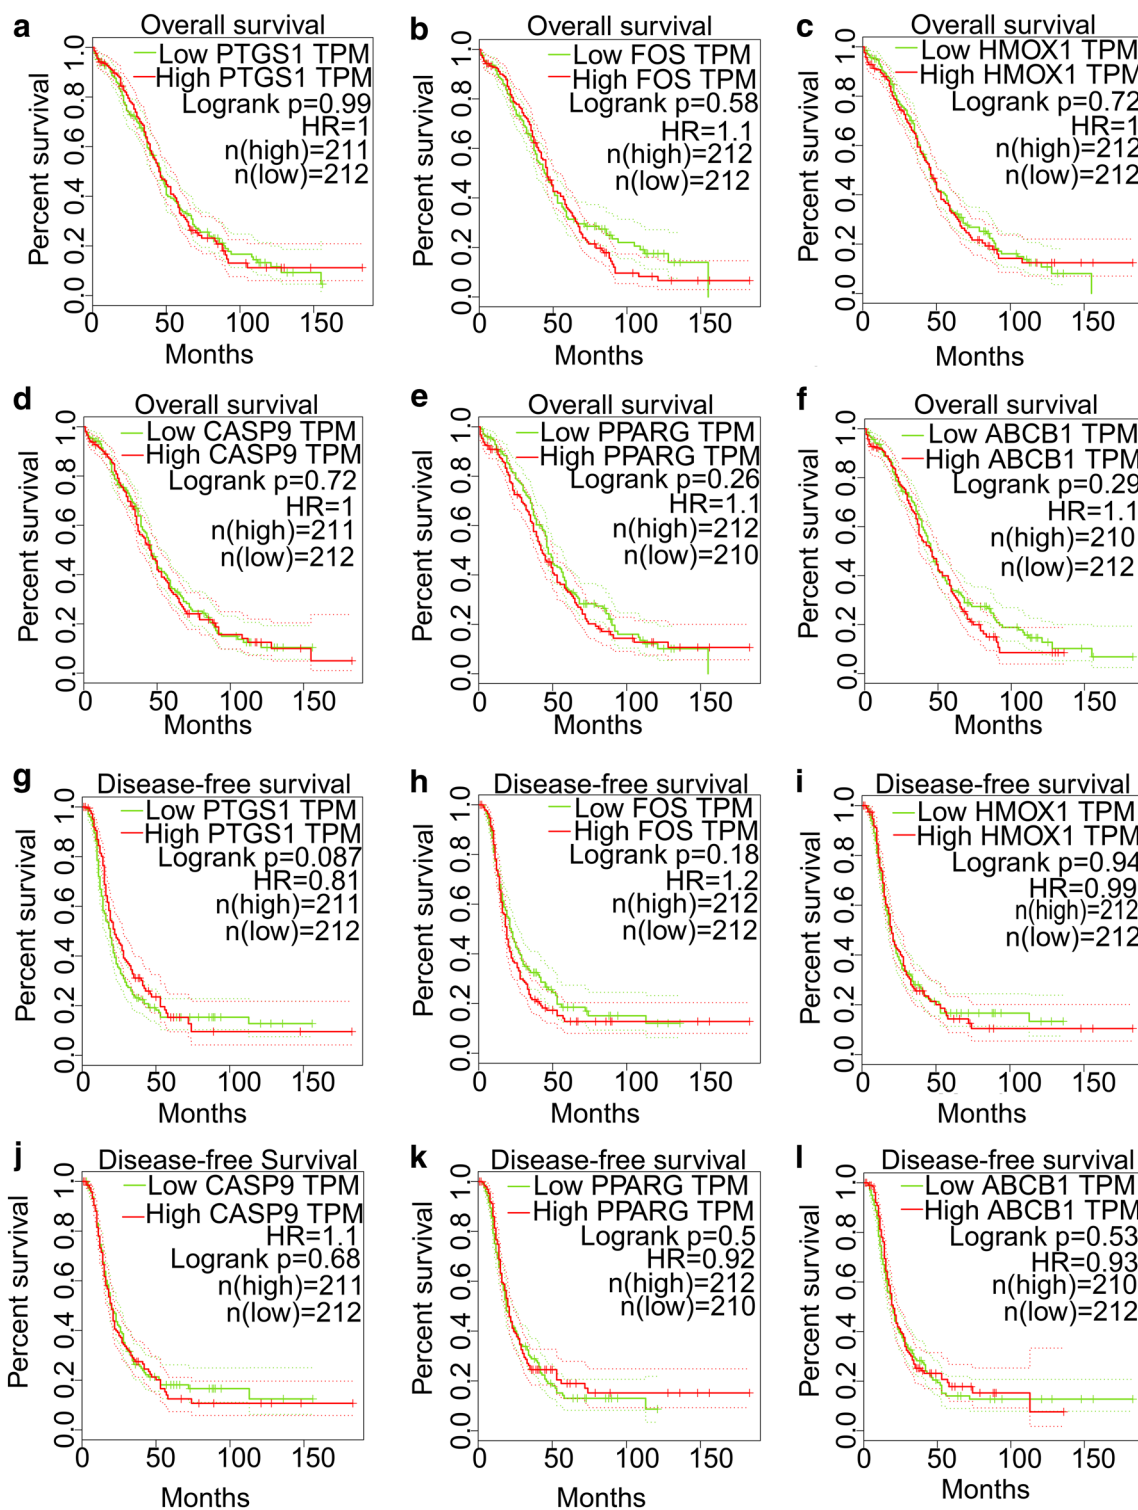 a
Overall survival
Low PTGS1 TPM
High PTGS1 TPM
Logrank p=0.99
HR=1
n(high)=211
n(low)=212
Percent survival
0.0 0.2 0.4 0.6 0.8 1.0
0 50 100 150
Months
b
Overall survival
Low FOS TPM
High FOS TPM
Logrank p=0.58
HR=1.1
n(high)=212
n(low)=212
Percent survival
0.0 0.2 0.4 0.6 0.8 1.0
0 50 100 150
Months
c
Overall survival
Low HMOX1 TPM
High HMOX1 TPM
Logrank p=0.72
HR=1
n(high)=212
n(low)=212
Percent survival
0.0 0.2 0.4 0.6 0.8 1.0
0 50 100 150
Months
d
Overall survival
Low CASP9 TPM
High CASP9 TPM
Logrank p=0.72
HR=1
n(high)=211
n(low)=212
Percent survival
0.0 0.2 0.4 0.6 0.8 1.0
0 50 100 150
Months
e
Overall survival
Low PPARG TPM
High PPARG TPM
Logrank p=0.26
HR=1.1
n(high)=212
n(low)=210
Percent survival
0.0 0.2 0.4 0.6 0.8 1.0
0 50 100 150
Months
f
Overall survival
Low ABCB1 TPM
High ABCB1 TPM
Logrank p=0.29
HR=1.1
n(high)=210
n(low)=212
Percent survival
0.0 0.2 0.4 0.6 0.8 1.0
0 50 100 150
Months
g
Disease-free survival
Low PTGS1 TPM
High PTGS1 TPM
Logrank p=0.087
HR=0.81
n(high)=211
n(low)=212
Percent survival
0.0 0.2 0.4 0.6 0.8 1.0
0 50 100 150
Months
h
Disease-free survival
Low FOS TPM
High FOS TPM
Logrank p=0.18
HR=1.2
n(high)=212
n(low)=212
Percent survival
0.0 0.2 0.4 0.6 0.8 1.0
0 50 100 150
Months
i
Disease-free survival
Low HMOX1 TPM
High HMOX1 TPM
Logrank p=0.94
HR=0.99
n(high)=212
n(low)=212
Percent survival
0.0 0.2 0.4 0.6 0.8 1.0
0 50 100 150
Months
j
Disease-free Survival
Low CASP9 TPM
High CASP9 TPM
HR=1.1
Logrank p=0.68
n(high)=211
n(low)=212
Percent survival
0.0 0.2 0.4 0.6 0.8 1.0
0 50 100 150
Months
k
Disease-free survival
Low PPARG TPM
High PPARG TPM
Logrank p=0.5
HR=0.92
n(high)=212
n(low)=210
Percent survival
0.0 0.2 0.4 0.6 0.8 1.0
0 50 100 150
Months
l
Disease-free survival
Low ABCB1 TPM
High ABCB1 TPM
Logrank p=0.53
HR=0.93
n(high)=210
n(low)=212
Percent survival
0.0 0.2 0.4 0.6 0.8 1.0
0 50 100 150
Months